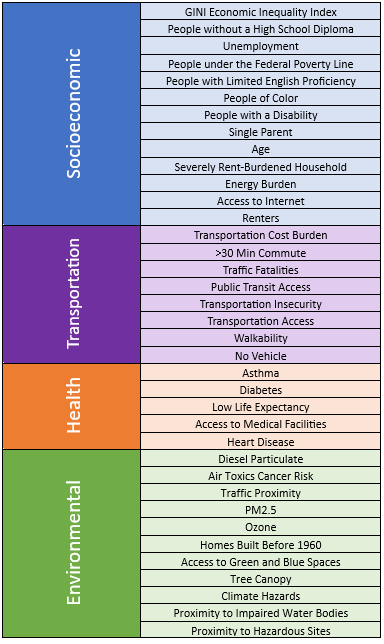 Socioeconomic
GINI Economic Inequality Index
People without a High School Diploma
Unemployment
People under the Federal Poverty Line
People with Limited English Proficiency
People of Color
People with a Disability
Single Parent
Age
Severely Rent-Burdened Household
Energy Burden
Access to Internet
Renters
Transportation
Transportation Cost Burden
>30 Min Commute
Traffic Fatalities
Public Transit Access
Transportation Insecurity
Transportation Access
Walkability
No Vehicle
Health
Asthma
Diabetes
Low Life Expectancy
Access to Medical Facilities
Heart Disease
Environmental
Diesel Particulate
Air Toxics Cancer Risk
Traffic Proximity
PM2.5
Ozone
Homes Built Before 1960
Access to Green and Blue Spaces
Tree Canopy
Climate Hazards
Proximity to Impaired Water Bodies
Proximity to Hazardous Sites